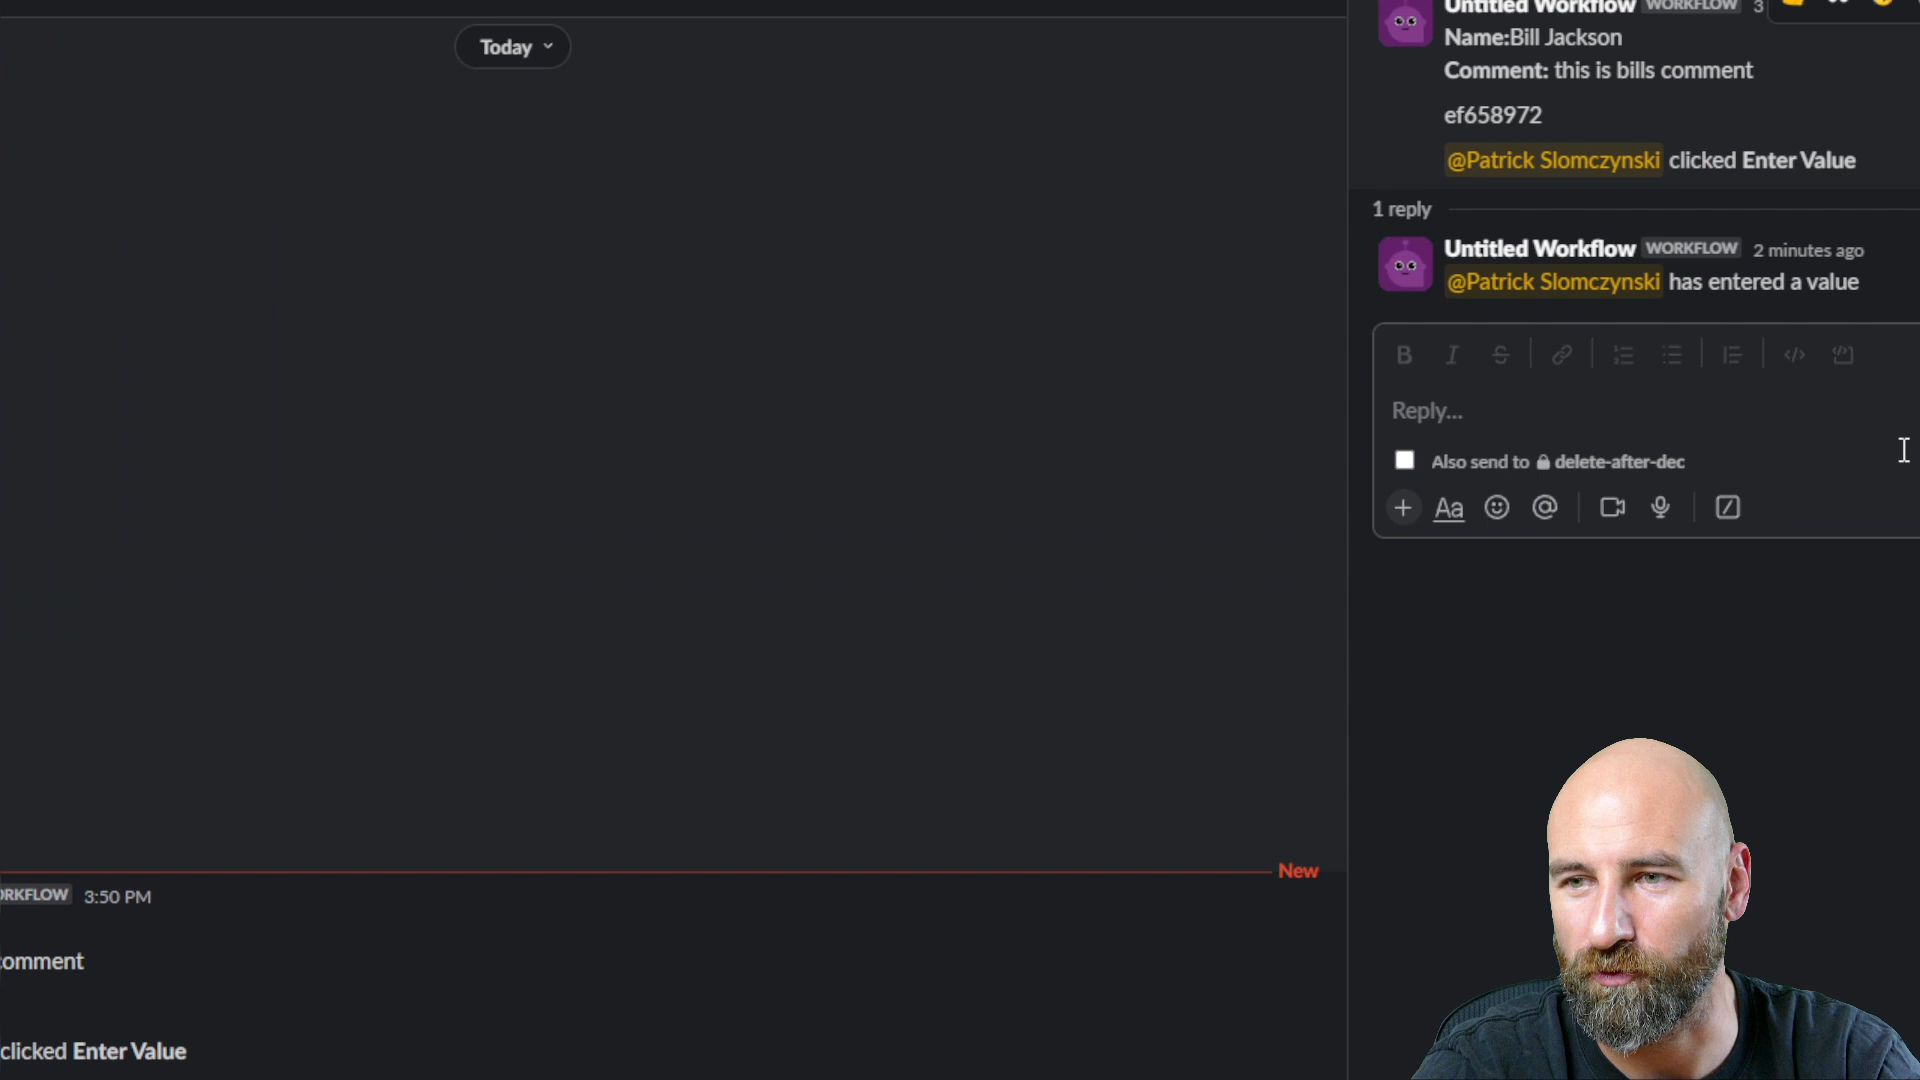 Today
New
ORKFLOW 3:50 PM
comment
clicked Enter Value
Untitled Workflow WORKFLOW 3
Name:Bill Jackson
Comment: this is bills comment
ef658972
@Patrick Slomczynski clicked Enter Value
1 reply
Untitled Workflow WORKFLOW 2 minutes ago
@Patrick Slomczynski has entered a value
B I S
Reply...
Also send to delete-after-dec
Aa @